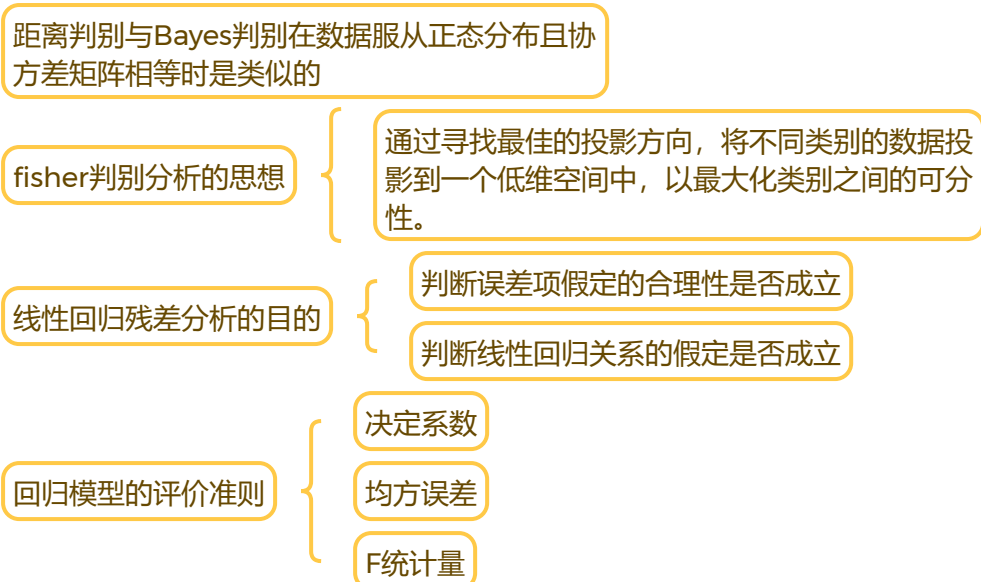 距离判别与Bayes判别在数据服从正态分布且协
方差矩阵相等时是类似的
fisher判别分析的思想
通过寻找最佳的投影方向，将不同类别的数据投
影到一个低维空间中，以最大化类别之间的可分
性。
线性回归残差分析的目的
判断误差项假定的合理性是否成立
判断线性回归关系的假定是否成立
回归模型的评价准则
决定系数
均方误差
F统计量